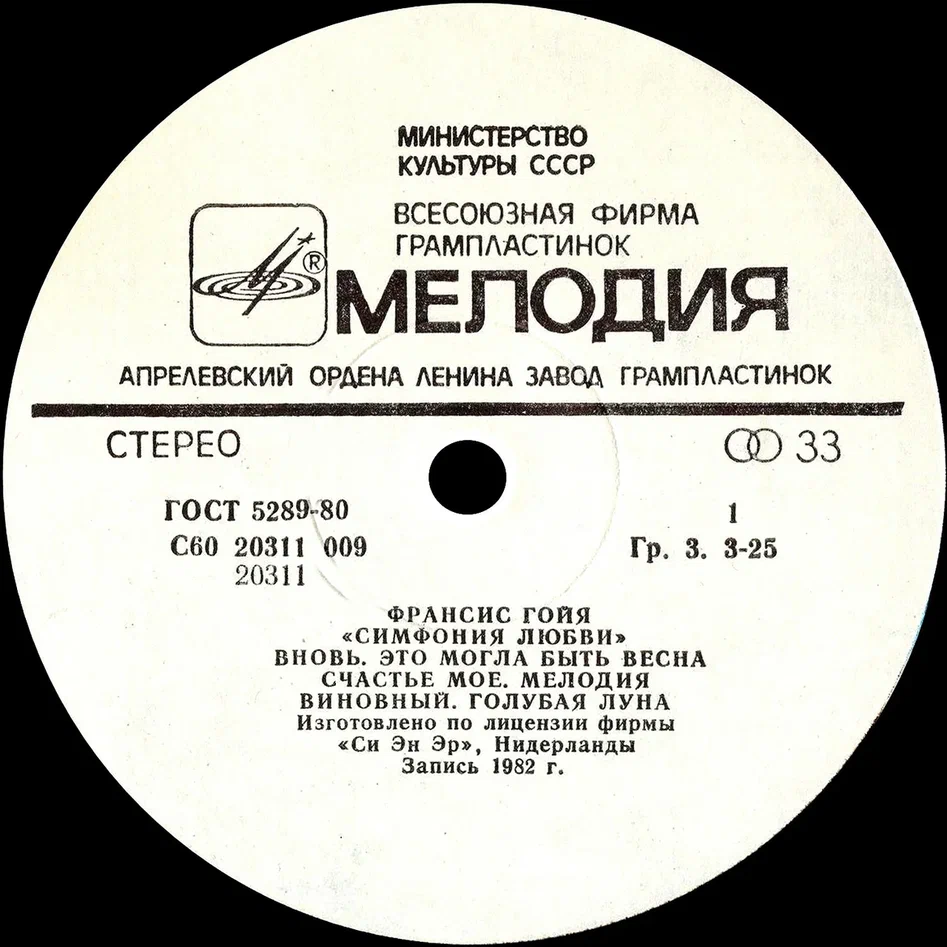 МИНИСТЕРСТВО
КУЛЬТУРЫ СССР
ВСЕСОЮЗНАЯ ФИРМА
ГРАМПЛАСТИНОК
®
МЕЛОДИЯ
АПРЕЛЕВСКИЙ ОРДЕНА ЛЕНИНА ЗАВОД ГРАМПЛАСТИНОК
СТЕРЕО 33
ГОСТ 5289-80 1
С60 20311 009 Гр. 3. 3-25
20311
ФРАНСИС ГОЙЯ
«СИМФОНИЯ ЛЮБВИ»
ВНОВЬ. ЭТО МОГЛА БЫТЬ ВЕСНА
СЧАСТЬЕ МОЕ. МЕЛОДИЯ
ВИНОВНЫЙ. ГОЛУБАЯ ЛУНА
Изготовлено по лицензии фирмы
«Си Эн Эр», Нидерланды
Запись 1982 г.